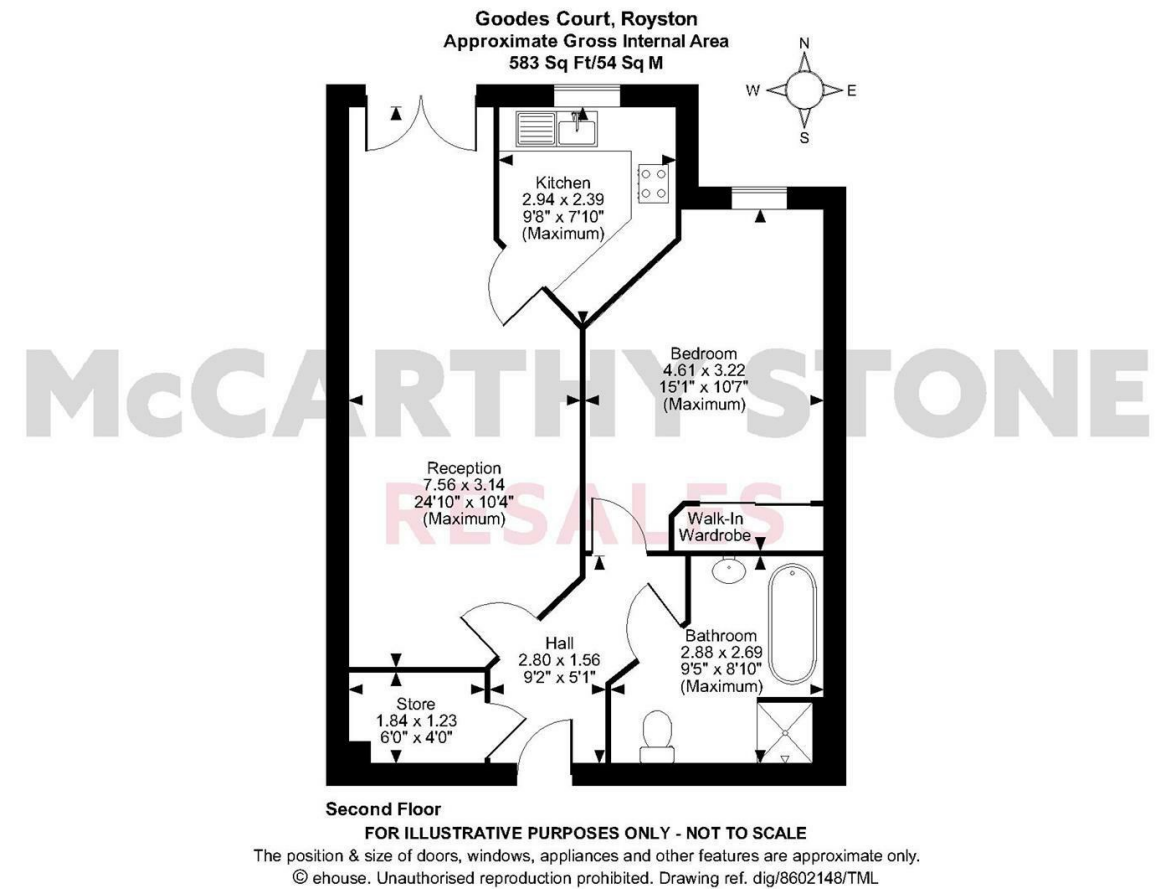 Goodes Court, Royston
Approximate Gross Internal Area
583 Sq Ft/54 Sq M
N
W
E
S
Kitchen
2.94 x 2.39
9'8" x 7'10"
(Maximum)
Bedroom
4.61 x 3.22
15'1" x 10'7"
(Maximum)
McCARTHY STONE
RESALES
Reception
7.56 x 3.14
24'10" x 10'4"
(Maximum)
Walk-In
Wardrobe
Hall
2.80 x 1.56
9'2" x 5'1"
Bathroom
2.88 x 2.69
9'5" x 8'10"
(Maximum)
Store
1.84 x 1.23
6'0" x 4'0"
Second Floor
FOR ILLUSTRATIVE PURPOSES ONLY - NOT TO SCALE
The position & size of doors, windows, appliances and other features are approximate only.
© ehouse. Unauthorised reproduction prohibited. Drawing ref. dig/8602148/TML